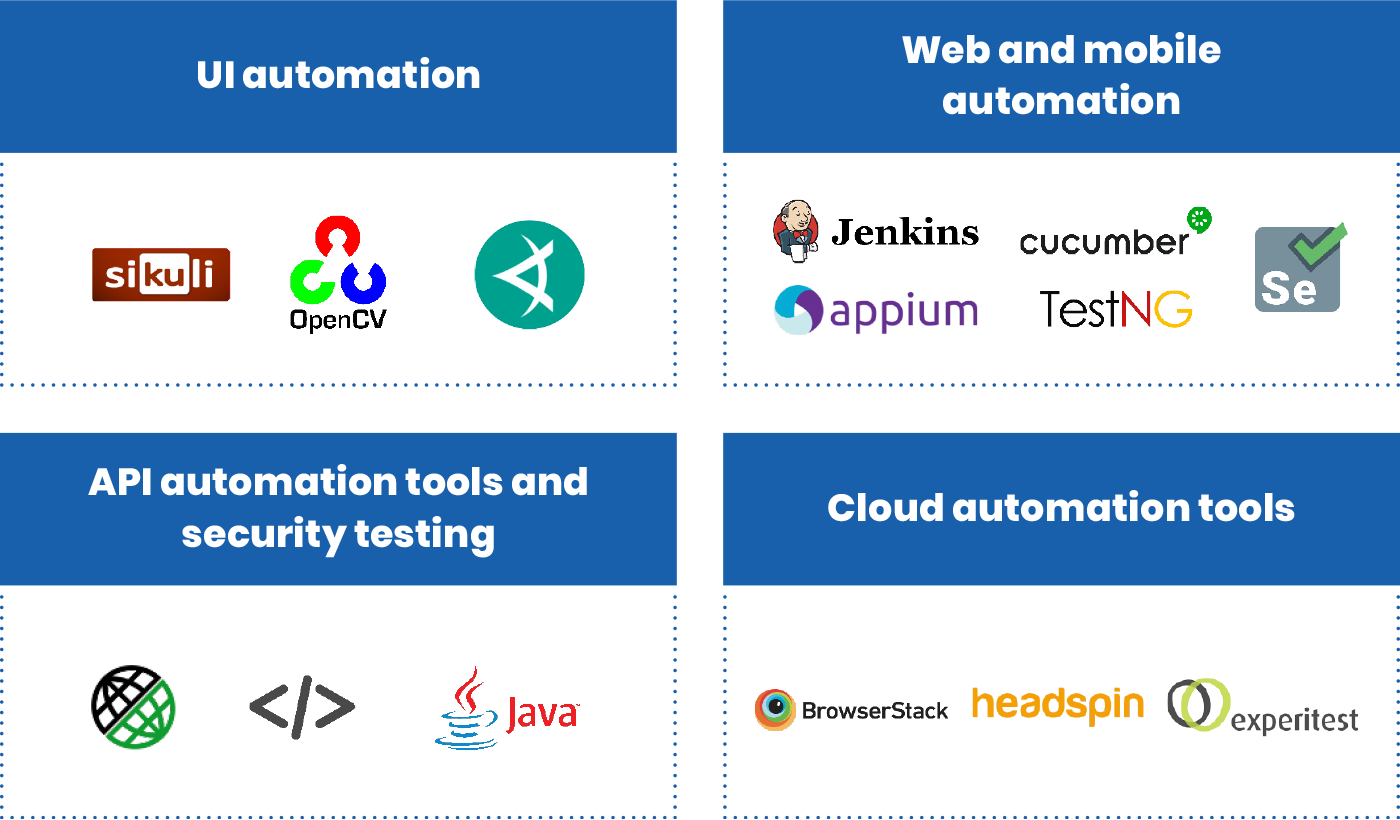 UI automation
sikuli
OpenCV
Web and mobile
automation
Jenkins
cucumber
appium
TestNG
Se
API automation tools and
security testing
</>
Java
Cloud automation tools
BrowserStack
headspin
experitest